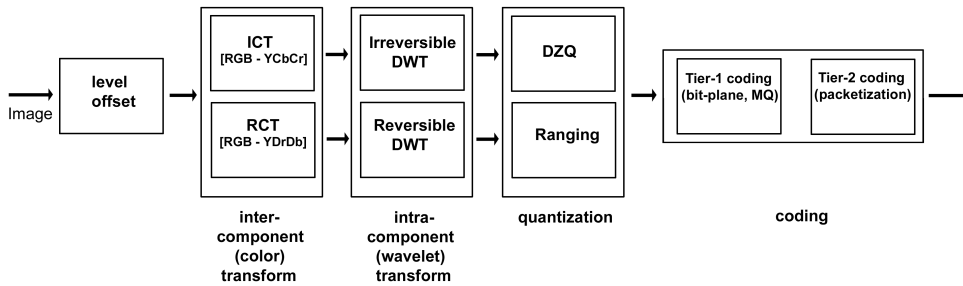 Image
level
offset
ICT
[RGB - YCbCr]
RCT
[RGB - YDrDb]
inter-
component
(color)
transform
Irreversible
DWT
Reversible
DWT
intra-
component
(wavelet)
transform
DZQ
Ranging
quantization
Tier-1 coding
(bit-plane, MQ)
Tier-2 coding
(packetization)
coding